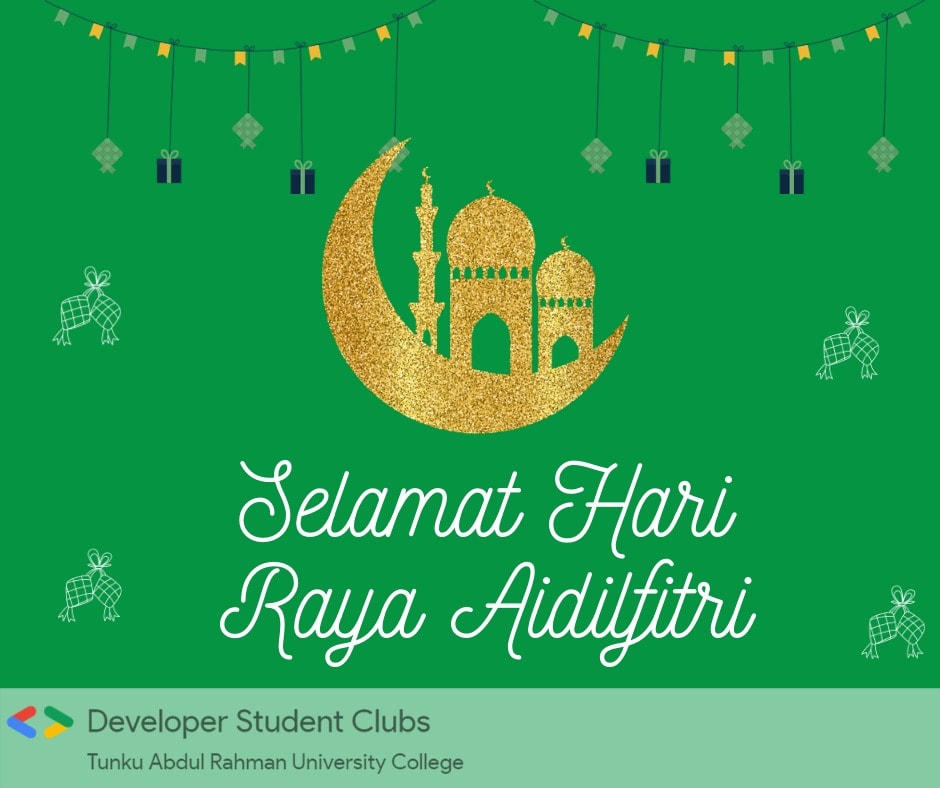 Selamat Hari
Raya Aidilfitri
Developer Student Clubs
Tunku Abdul Rahman University College